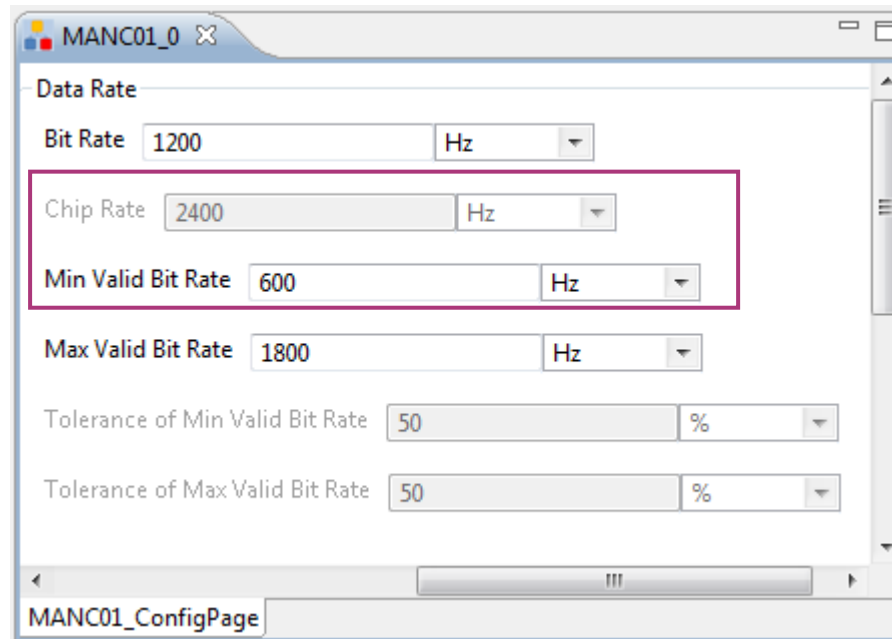 MANC01_0
Data Rate
Bit Rate 1200 Hz
Chip Rate 2400 Hz
Min Valid Bit Rate 600 Hz
Max Valid Bit Rate 1800 Hz
Tolerance of Min Valid Bit Rate 50 %
Tolerance of Max Valid Bit Rate 50 %
MANC01_ConfigPage